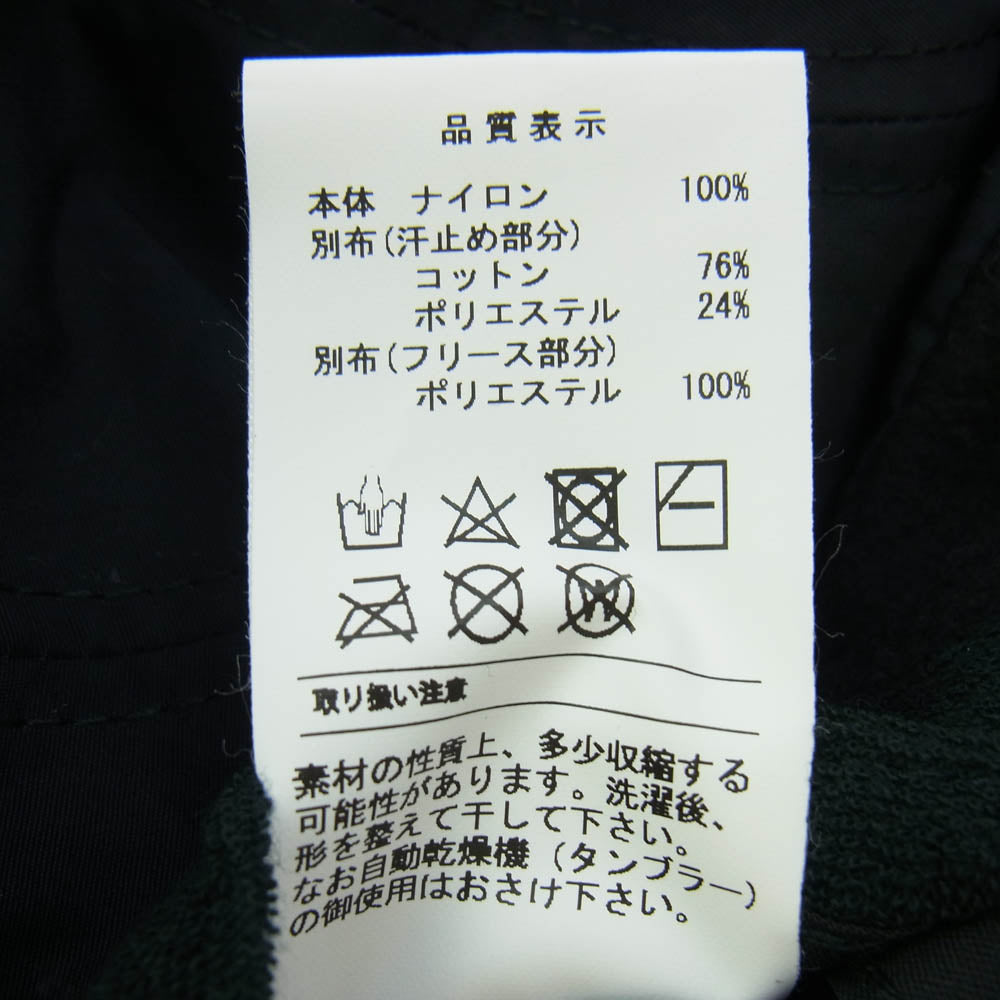 品質表示
本体 ナイロン 100%
別布(汗止め部分)
コットン 76%
ポリエステル 24%
別布(フリース部分)
ポリエステル 100%
W
取り扱い注意
素材の性質上、多少収縮する
可能性があります。洗濯後、
形を整えて干して下さい。
なお自動乾燥機(タンブラー)
の御使用はおさけ下さい。